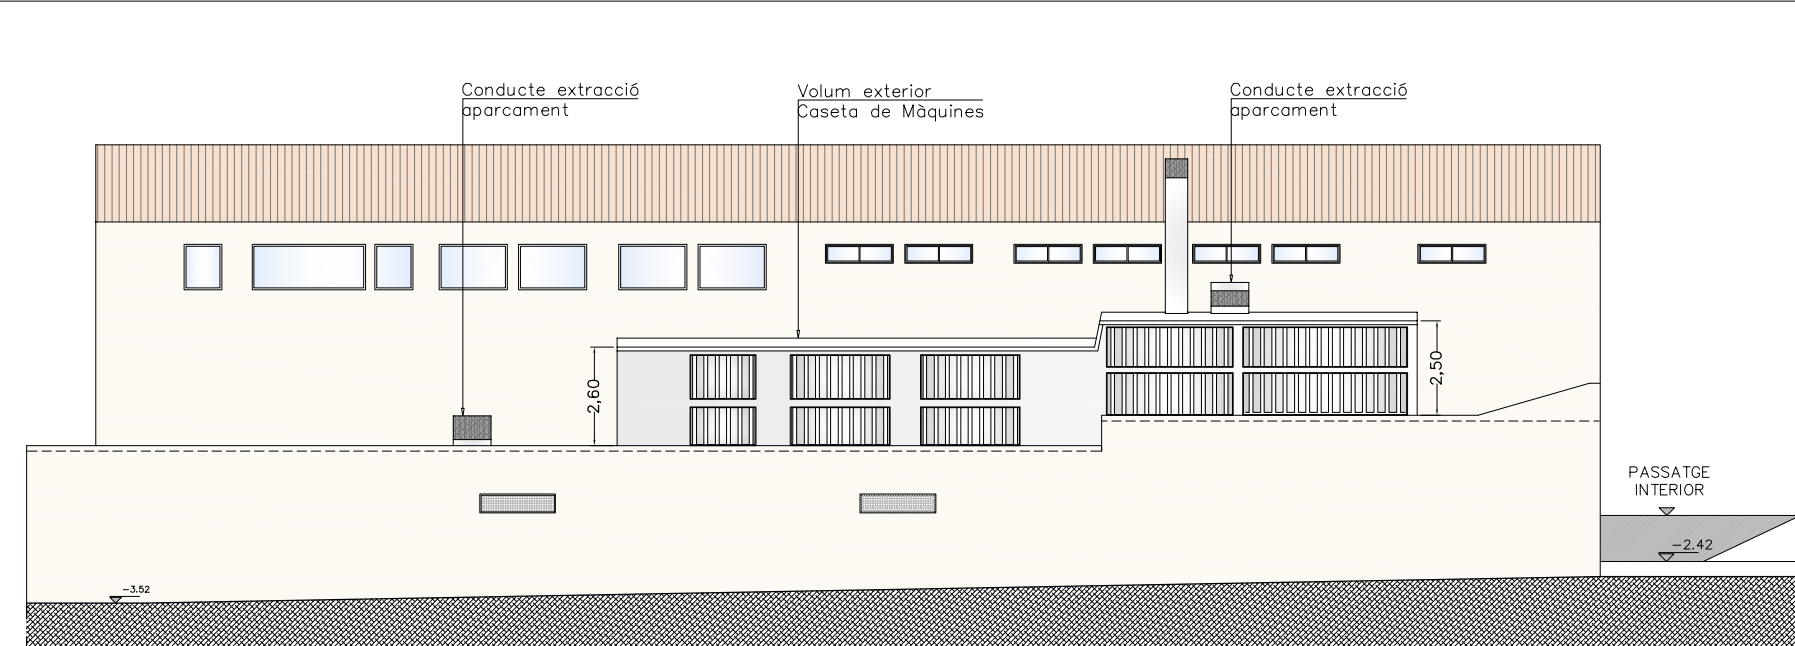 Conducte extracció
aparcament
Volum exterior
Caseta de Màquines
Conducte extracció
aparcament
2,60
2,50
PASSATGE
INTERIOR
-2.42
-3.52